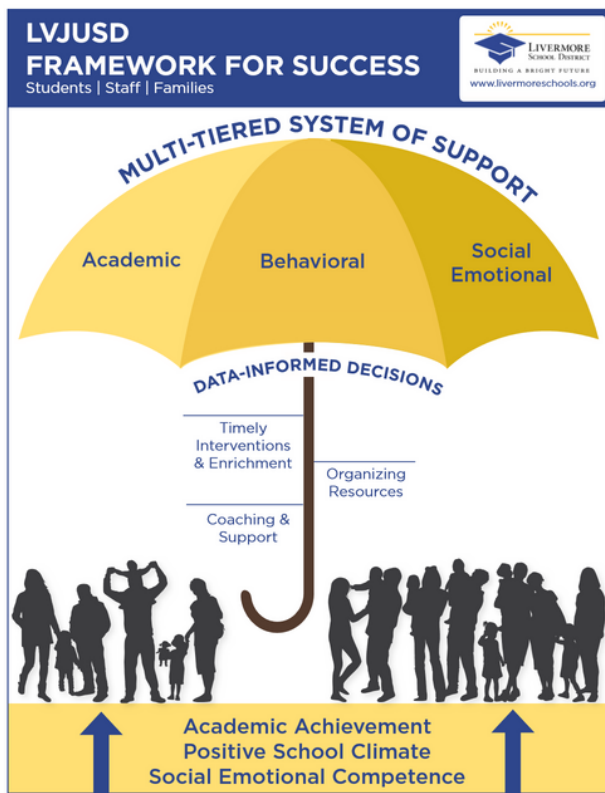 LVJUSD
FRAMEWORK FOR SUCCESS
Students | Staff | Families
LIVERMORE
SCHOOL DISTRICT
BUILDING A BRIGHT FUTURE
www.livermoreschools.org
MULTI-TIERED SYSTEM OF SUPPORT
Academic
Behavioral
Social
Emotional
DATA-INFORMED DECISIONS
Timely
Interventions
& Enrichment
Organizing
Resources
Coaching &
Support
Academic Achievement
Positive School Climate
Social Emotional Competence